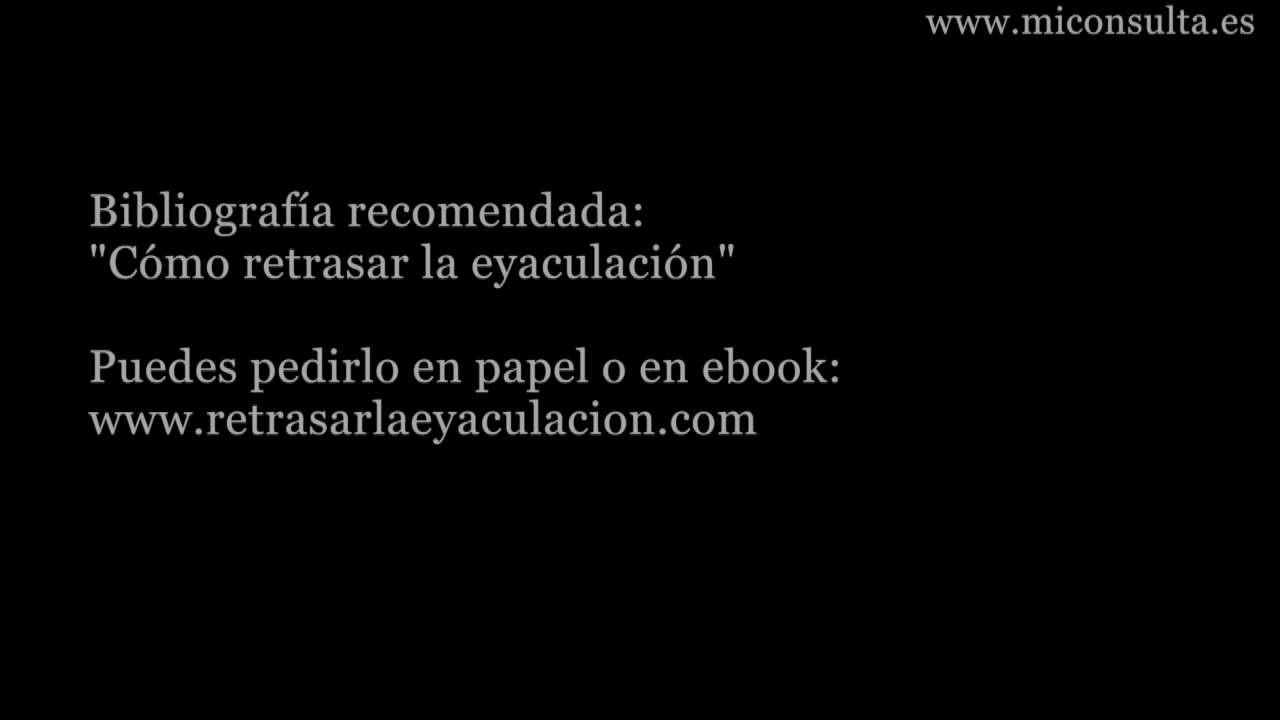 www.miconsulta.es
Bibliografía recomendada:
"Cómo retrasar la eyaculación"
Puedes pedirlo en papel o en ebook:
www.retrasarlaeyaculacion.com